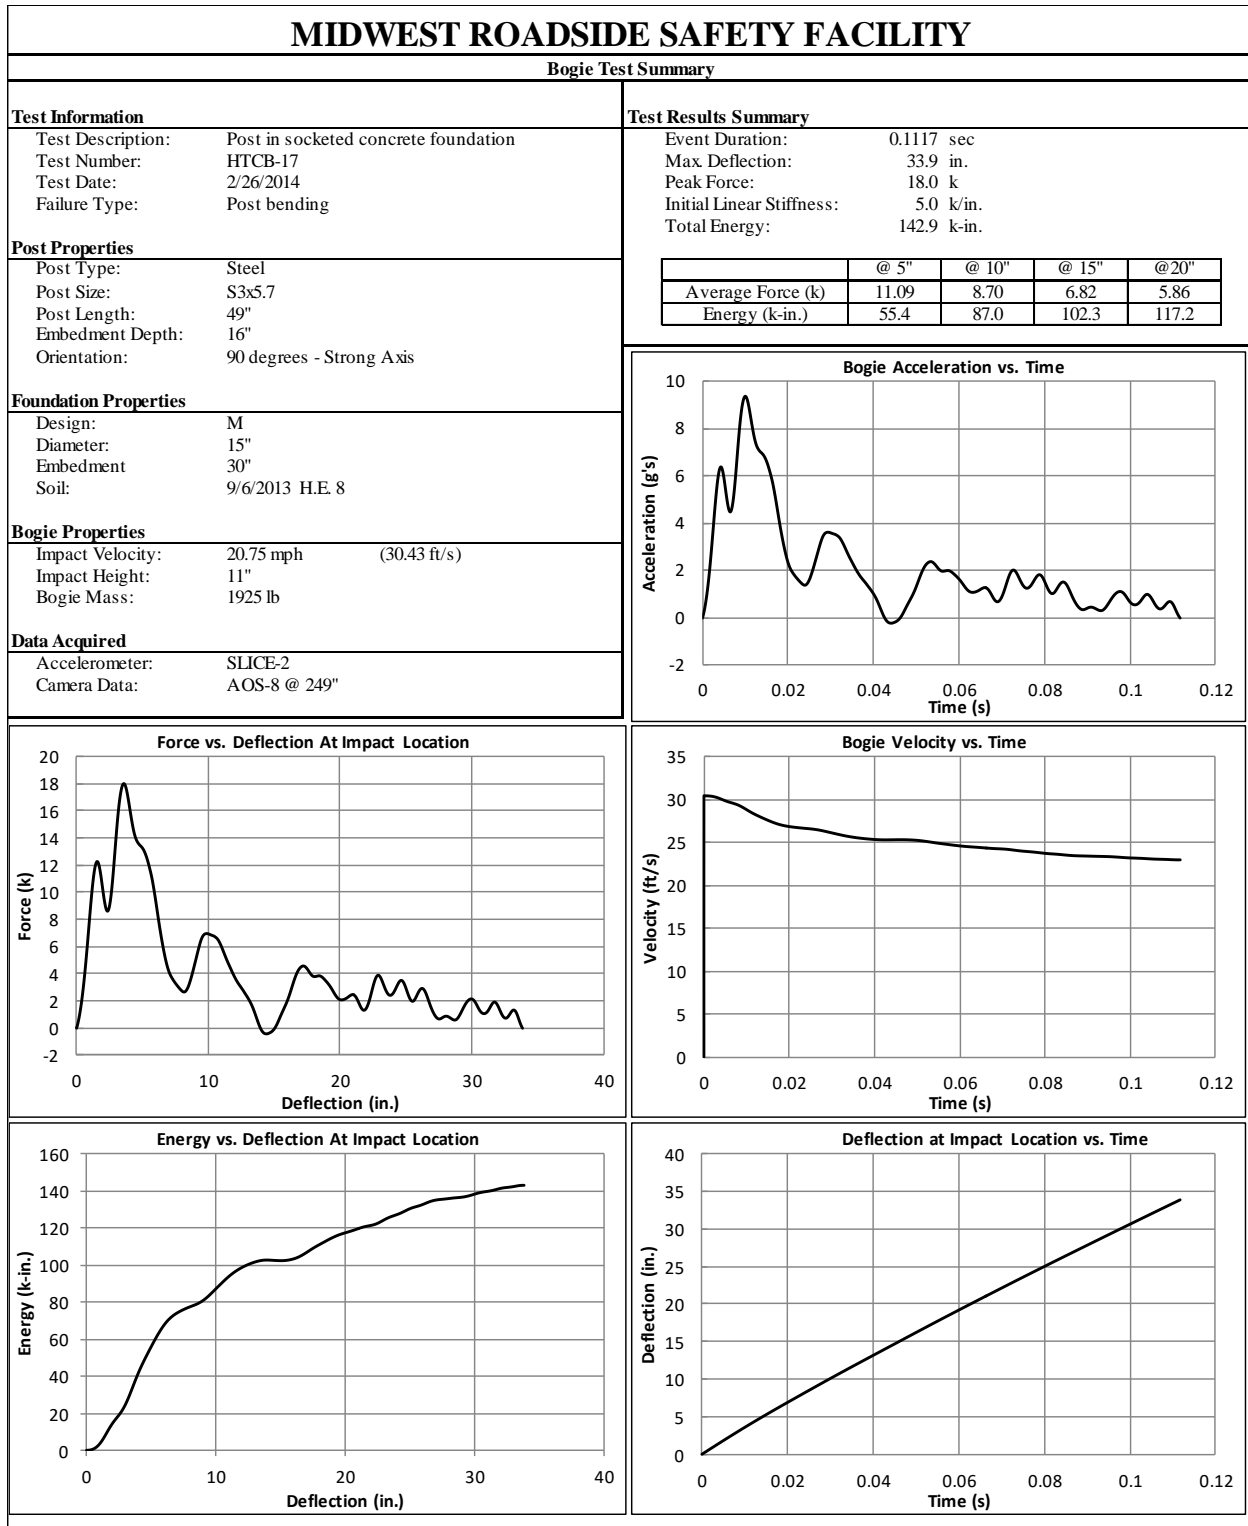 MIDWEST ROADSIDE SAFETY FACILITY
Bogie Test Summary
Test Information
Test Description: Post in socketed concrete foundation
Test Number: HTCB-17
Test Date: 2/26/2014
Failure Type: Post bending
Post Properties
Post Type: Steel
Post Size: S3x5.7
Post Length: 49"
Embedment Depth: 16"
Orientation: 90 degrees - Strong Axis
Foundation Properties
Design: M
Diameter: 15"
Embedment 30"
Soil: 9/6/2013 H.E. 8
Bogie Properties
Impact Velocity: 20.75 mph (30.43 ft/s)
Impact Height: 11"
Bogie Mass: 1925 lb
Data Acquired
Accelerometer: SLICE-2
Camera Data: AOS-8 @ 249"
Test Results Summary
Event Duration: 0.1117 sec
Max. Deflection: 33.9 in.
Peak Force: 18.0 k
Initial Linear Stiffness: 5.0 k/in.
Total Energy: 142.9 k-in.
@ 5" @ 10" @ 15" @20"
Average Force (k) 11.09 8.70 6.82 5.86
Energy (k-in.) 55.4 87.0 102.3 117.2
Bogie Acceleration vs. Time
Acceleration (g's)
10
8
6
4
2
0
-2
0 0.02 0.04 0.06 0.08 0.1 0.12
Time (s)
Force vs. Deflection At Impact Location
Force (k)
20
18
16
14
12
10
8
6
4
2
0
-2
0 10 20 30 40
Deflection (in.)
Bogie Velocity vs. Time
Velocity (ft/s)
35
30
25
20
15
10
5
0
0 0.02 0.04 0.06 0.08 0.1 0.12
Time (s)
Energy vs. Deflection At Impact Location
Energy (k-in.)
160
140
120
100
80
60
40
20
0
0 10 20 30 40
Deflection (in.)
Deflection at Impact Location vs. Time
Deflection (in.)
40
35
30
25
20
15
10
5
0
0 0.02 0.04 0.06 0.08 0.1 0.12
Time (s)